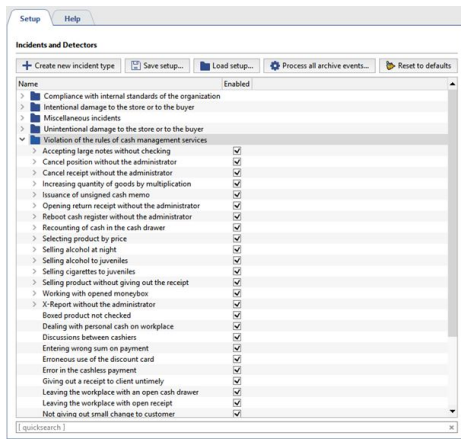 Setup Help
Incidents and Detectors
Create new incident type Save setup... Load setup... Process all archive events... Reset to defaults
Name Enabled
Compliance with internal standards of the organization
Intentional damage to the store or to the buyer
Miscellaneous incidents
Unintentional damage to the store or to the buyer
Violation of the rules of cash management services
Accepting large notes without checking
Cancel position without the administrator
Cancel receipt without the administrator
Increasing quantity of goods by multiplication
Issuance of unsigned cash memo
Opening return receipt without the administrator
Reboot cash register without the administrator
Recounting of cash in the cash drawer
Selecting product by price
Selling alcohol at night
Selling alcohol to juveniles
Selling cigarettes to juveniles
Selling product without giving out the receipt
Working with opened moneybox
X-Report without the administrator
Boxed product not checked
Dealing with personal cash on workplace
Discussions between cashiers
Entering wrong sum on payment
Erroneous use of the discount card
Error in the cashless payment
Giving out a receipt to client untimely
Leaving the workplace with an open cash drawer
Leaving the workplace with open receipt
Not giving out small change to customer
[ quicksearch ]